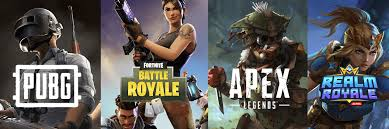 PUBG
FORTNITE
BATTLE
ROYALE
APEX
LEGENDS
REALM
ROYALE